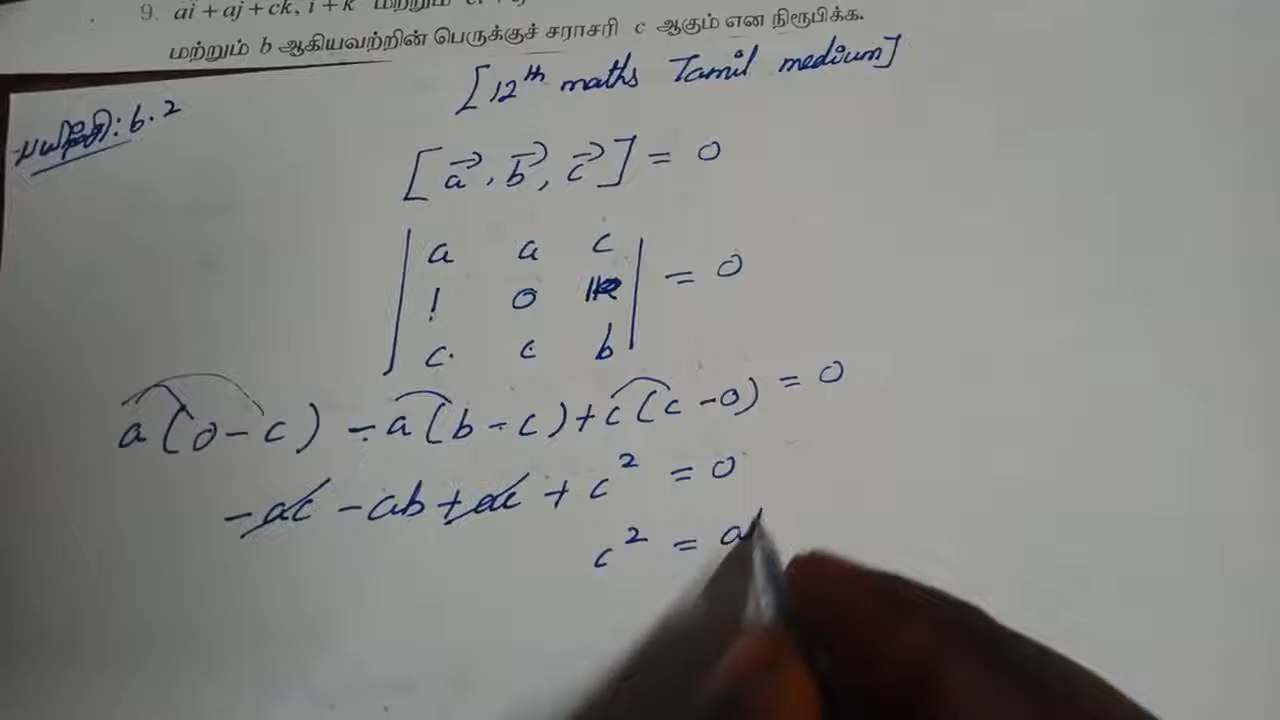 9. ai + aj + ck, i + k மற்றும்
மற்றும் b ஆகியவற்றின் பெருக்குச் சராசரி c ஆகும் என நிரூபிக்க.
[12th maths Tamil medium]
பயிற்சி: 6.2
[a⃗, b⃗, c⃗] = 0
| a a c |
| 1 0 1 | = 0
| c c b |
a(0-c) - a(b-c) + c(c-0) = 0
-ac - ab + ac + c² = 0
c² = a